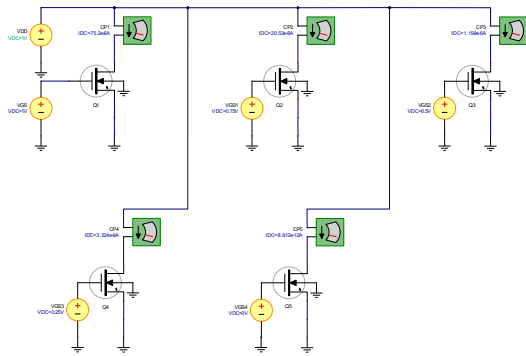 CP1
IDC=75.2e-6A
CP2
IDC=20.53e-6A
CP3
IDC=1.199e-6A
VDD
VDC=1V
Q1
Q2
Q3
VGS
VDC=1V
VGS1
VDC=0.75V
VGS2
VDC=0.5V
CP4
IDC=3.224e-9A
CP5
IDC=8.812e-12A
Q4
Q5
VGS3
VDC=0.25V
VGS4
VDC=0V